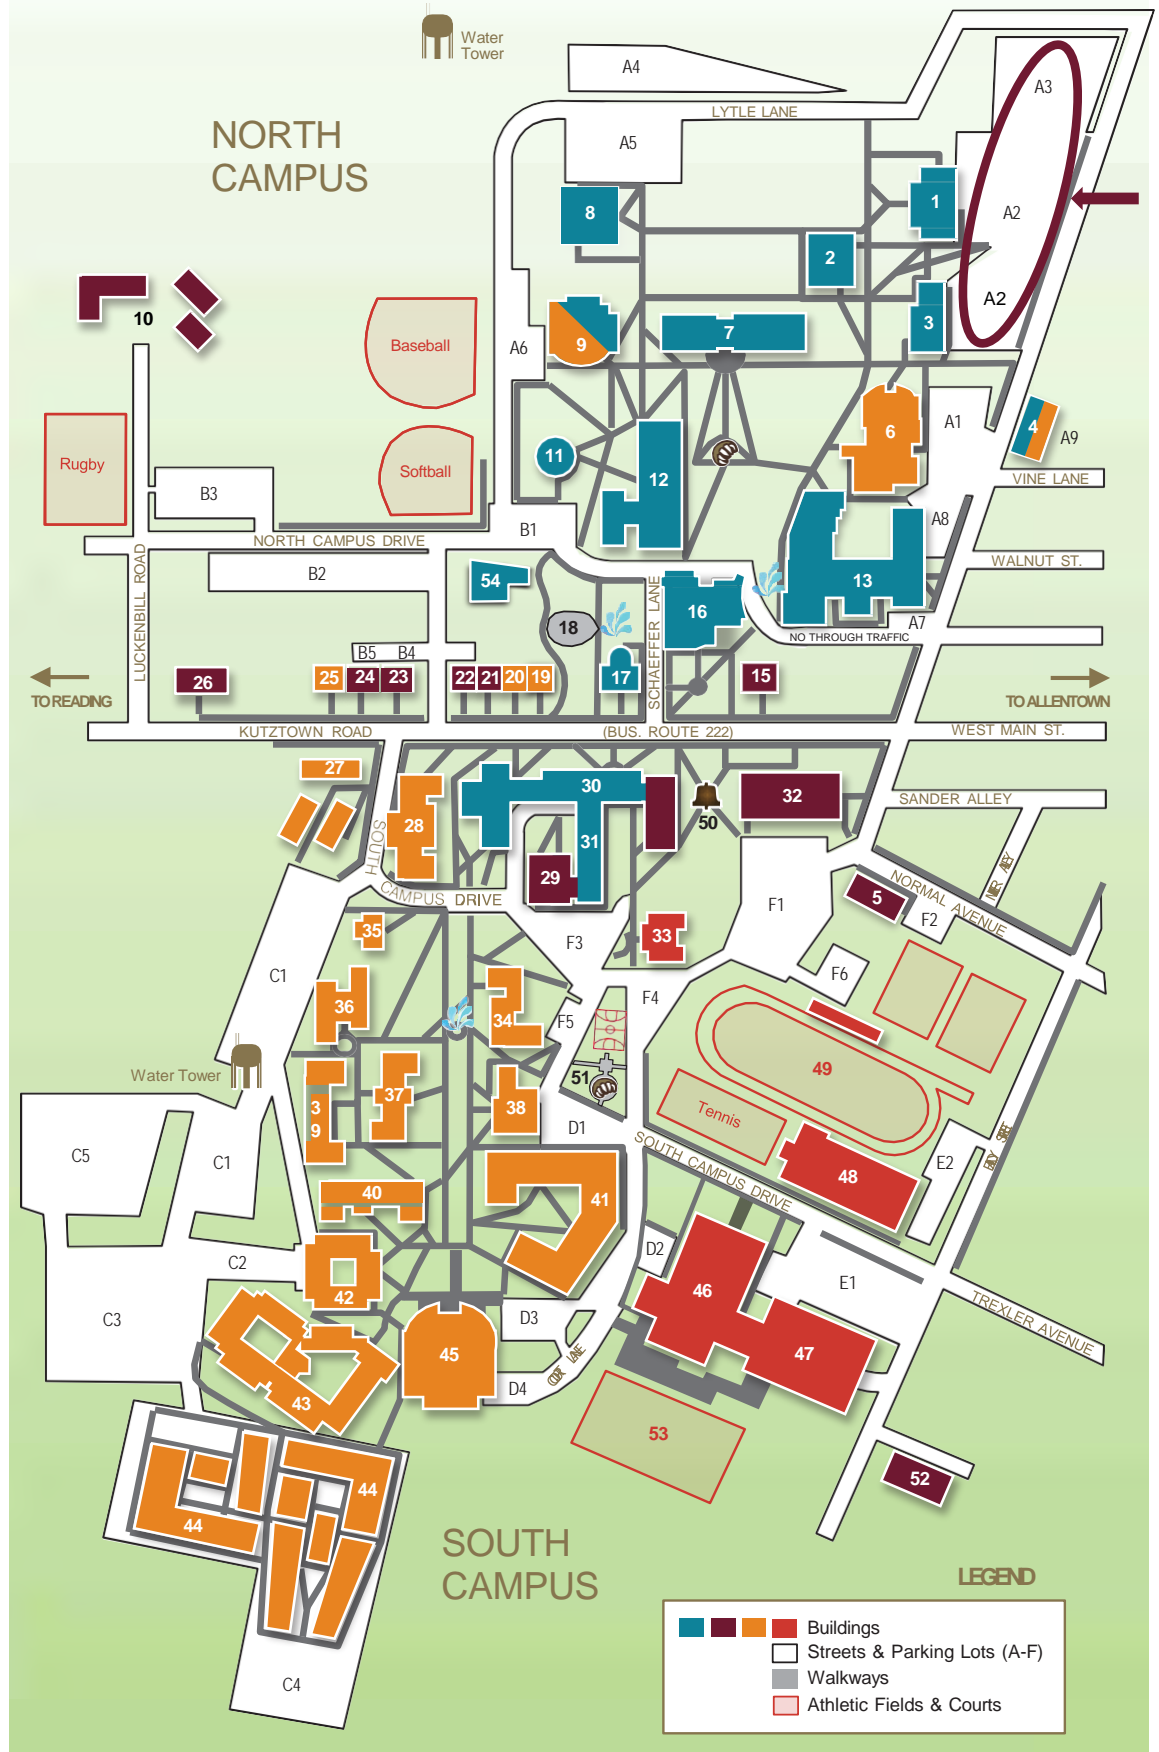 Water
Tower
A4
A3
LYTLE LANE
NORTH
CAMPUS
A5
1
8
A2
2
A2
10
3
7
Baseball
9
A6
A1
4
6
A9
11
Rugby
Softball
12
VINE LANE
B3
A8
B1
NORTH CAMPUS DRIVE
WALNUT ST.
B2
54
13
LUCKENBILL ROAD
SCHAEFFER LANE
16
18
A7
NO THROUGH TRAFFIC
B5
B4
26
25
24
23
22
21
20
19
17
15
TO READING
TO ALLENTOWN
KUTZTOWN ROAD
(BUS. ROUTE 222)
WEST MAIN ST.
27
30
32
SANDER ALLEY
28
50
31
SOUTH
CAMPUS DRIVE
29
5
NORMAL AVENUE
F1
F2
35
33
F3
C1
F6
36
F4
34
F5
49
Water Tower
51
37
3
9
38
Tennis
D1
SOUTH CAMPUS DRIVE
C5
C1
E2
48
40
41
D2
C2
42
46
E1
TREXLER AVENUE
C3
D3
45
47
D4
43
53
52
44
44
SOUTH
CAMPUS
C4
LEGEND
Buildings
Streets & Parking Lots (A-F)
Walkways
Athletic Fields & Courts